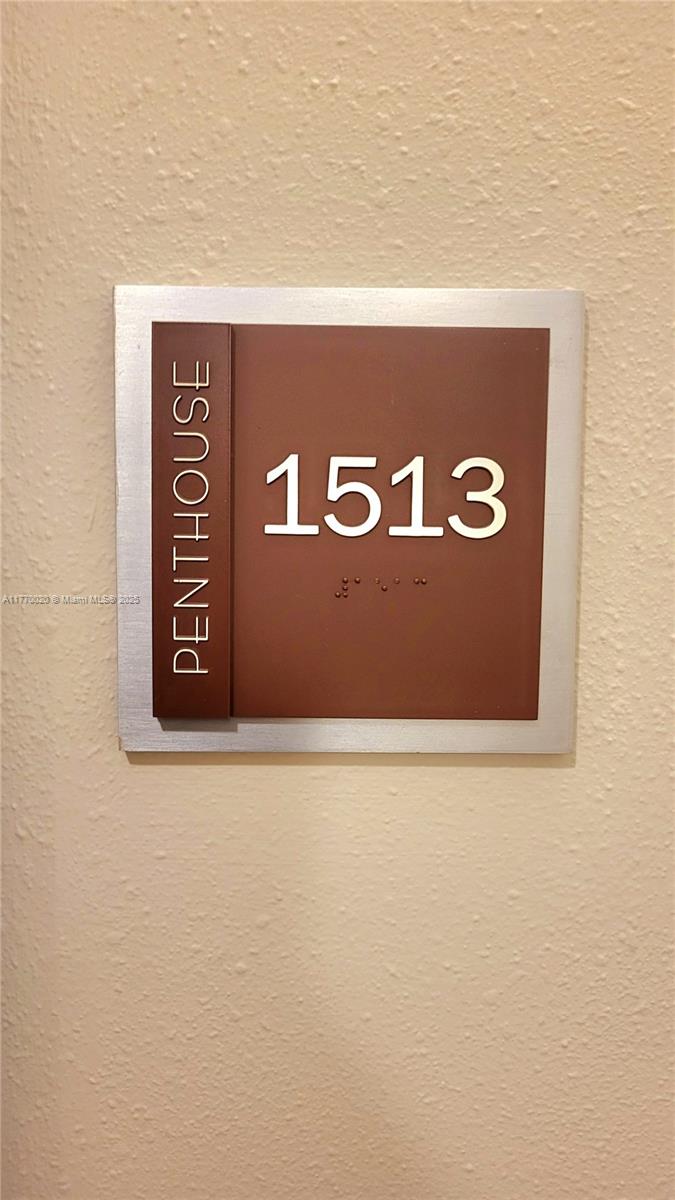 PENTHOUSE
1513
⠼⠁⠑⠁⠉
A11770020 © Miami MLS® 2025